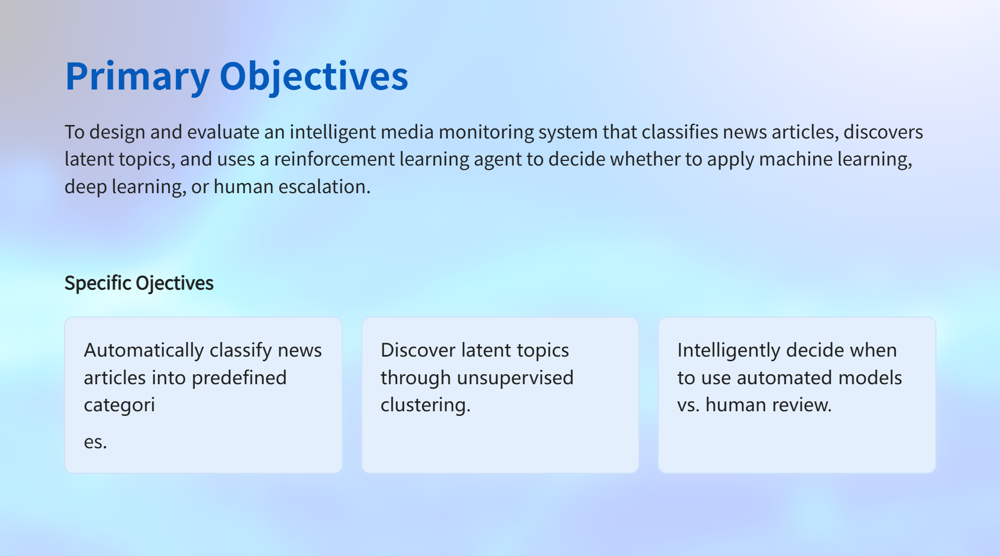 Primary Objectives
To design and evaluate an intelligent media monitoring system that classifies news articles, discovers
latent topics, and uses a reinforcement learning agent to decide whether to apply machine learning,
deep learning, or human escalation.
Specific Ojectives
Automatically classify news
articles into predefined
categori
es.
Discover latent topics
through unsupervised
clustering.
Intelligently decide when
to use automated models
vs. human review.